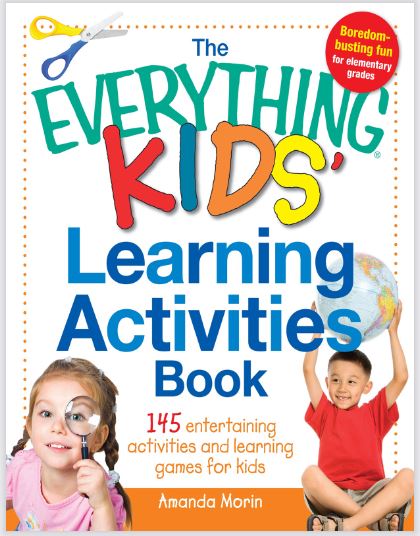 The
EVERYTHING®
KIDS'
Learning
Activities
Book
Boredom-
busting fun
for elementary
grades
145 entertaining
activities and learning
games for kids
Amanda Morin